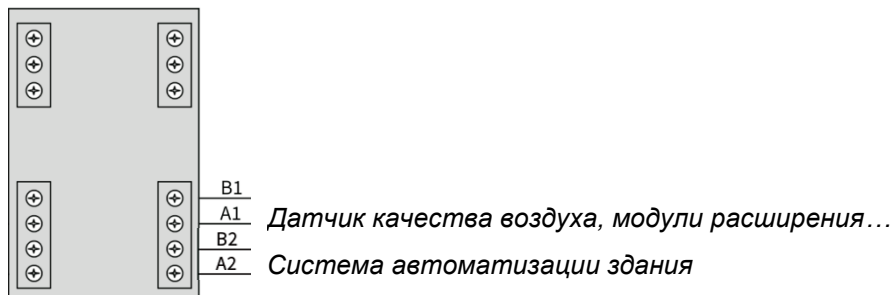 B1
A1
Датчик качества воздуха, модули расширения…
B2
A2
Система автоматизации здания